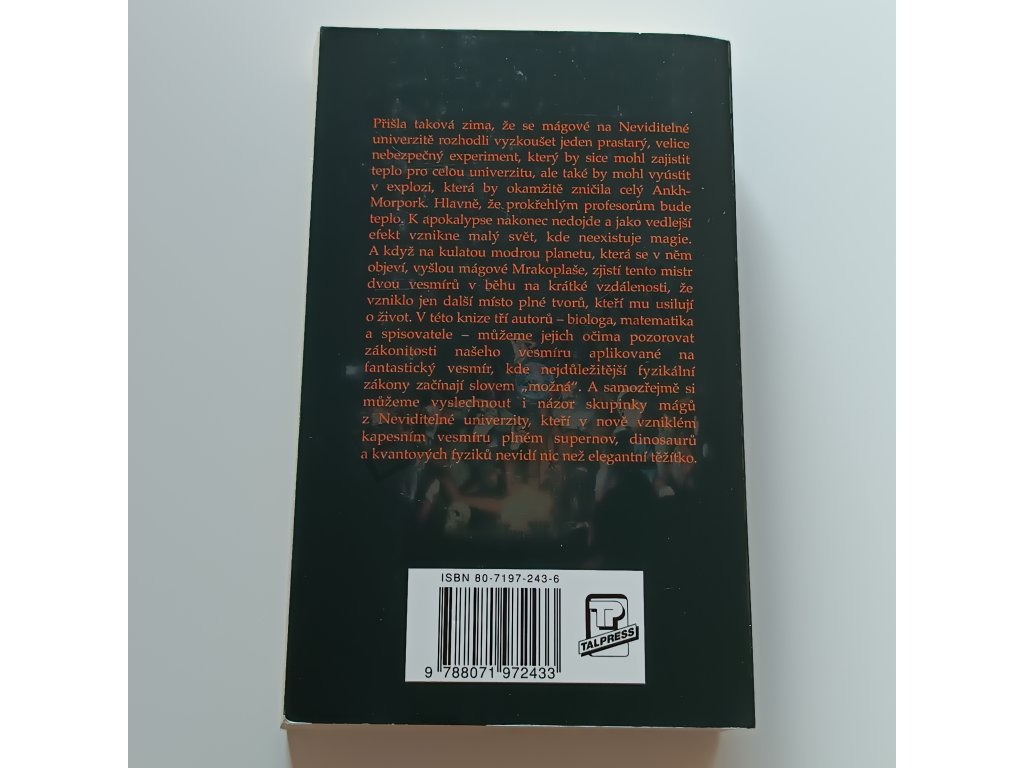 Přišla taková zima, že se mágové na Neviditelné
univerzitě rozhodli vyzkoušet jeden prastarý, velice
nebezpečný experiment, který by sice mohl zajistit
teplo pro celou univerzitu, ale také by mohl vyústit
v explozi, která by okamžitě zničila celý Ankh-
Morpork. Hlavně, že prokřehlým profesorům bude
teplo. K apokalypse nakonec nedojde a jako vedlejší
efekt vznikne malý svět, kde neexistuje magie.
A když na kulatou modrou planetu, která se v něm
objeví, vyšlou mágové Mrakoplaše, zjistí tento mistr
dvou vesmírů v běhu na krátké vzdálenosti, že
vzniklo jen další místo plné tvorů, kteří mu usilují
o život. V této knize tří autorů – biologa, matematika
a spisovatele – můžeme jejich očima pozorovat
zákonitosti našeho vesmíru aplikované na
fantastický vesmír, kde nejdůležitější fyzikální
zákony začínají slovem „možná“. A samozřejmě si
můžeme vyslechnout i názor skupinky mágů
z Neviditelné univerzity, kteří v nově vzniklém
kapesním vesmíru plném supernov, dinosaurů
a kvantových fyziků nevidí nic než elegantní těžítko.
ISBN 80-7197-243-6
9 788071 972433
TP
TALPRESS